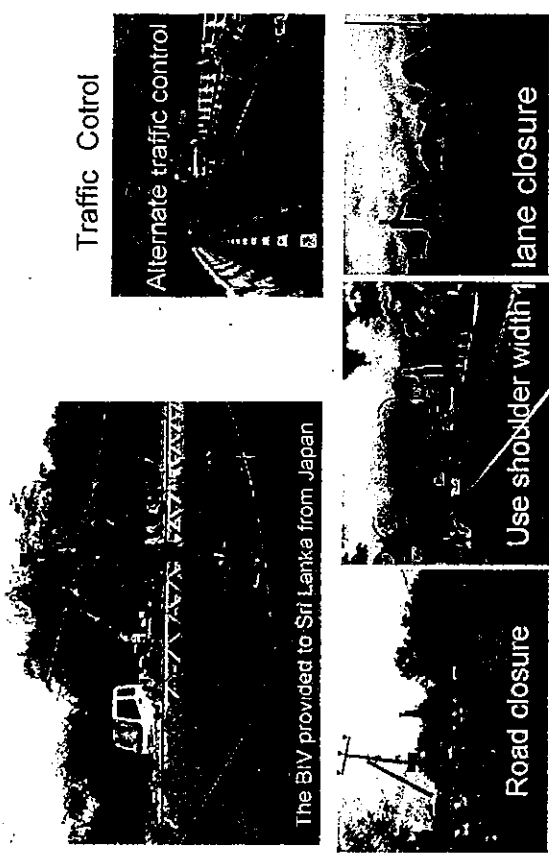 Traffic Cotrol
The BIV provided to Sri Lanka from Japan
Alternate traffic control
Road closure
Use shoulder width
1 lane closure